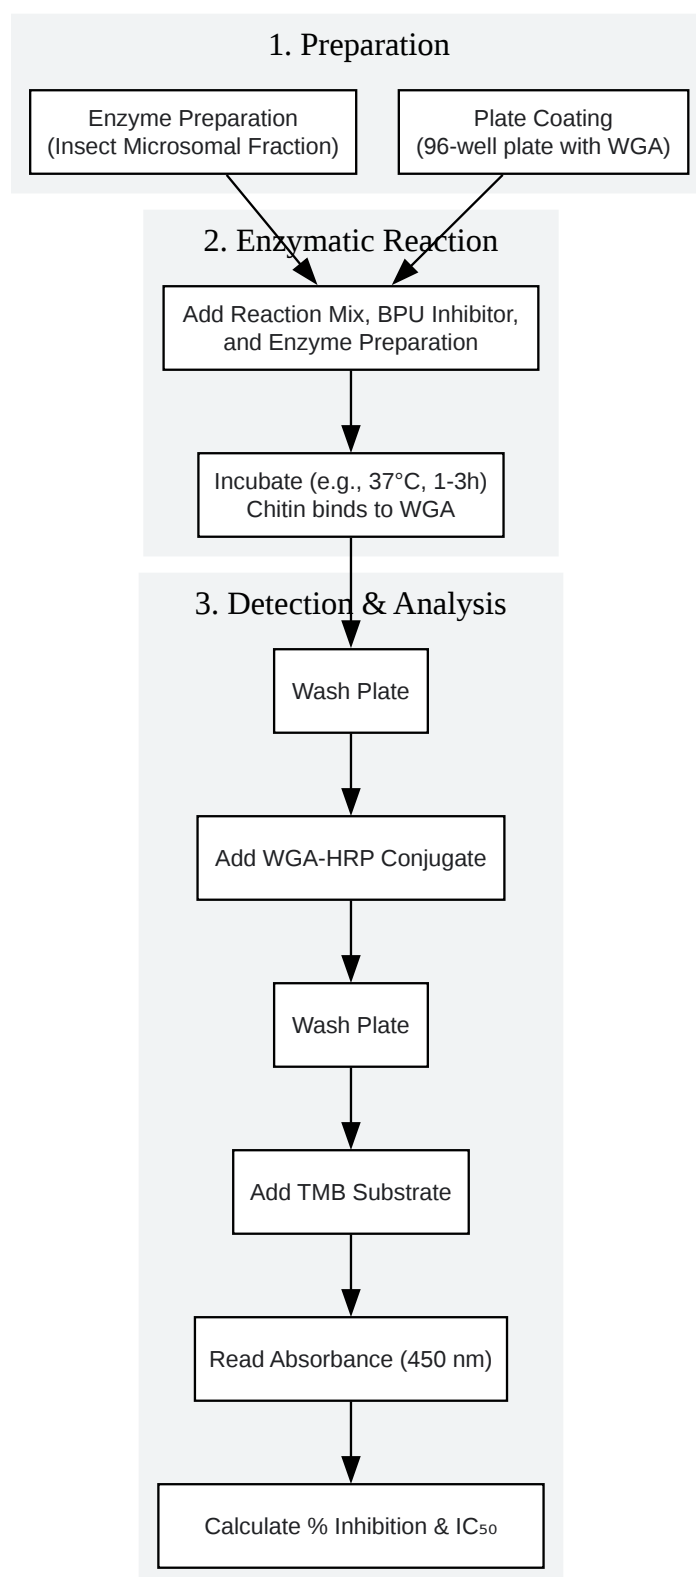 1. Preparation
Enzyme Preparation
(Insect Microsomal Fraction)
Plate Coating
(96-well plate with WGA)
2. Enzymatic Reaction
Add Reaction Mix, BPU Inhibitor,
and Enzyme Preparation
Incubate (e.g., 37°C, 1-3h)
Chitin binds to WGA
3. Detection & Analysis
Wash Plate
Add WGA-HRP Conjugate
Wash Plate
Add TMB Substrate
Read Absorbance (450 nm)
Calculate % Inhibition & IC₅₀